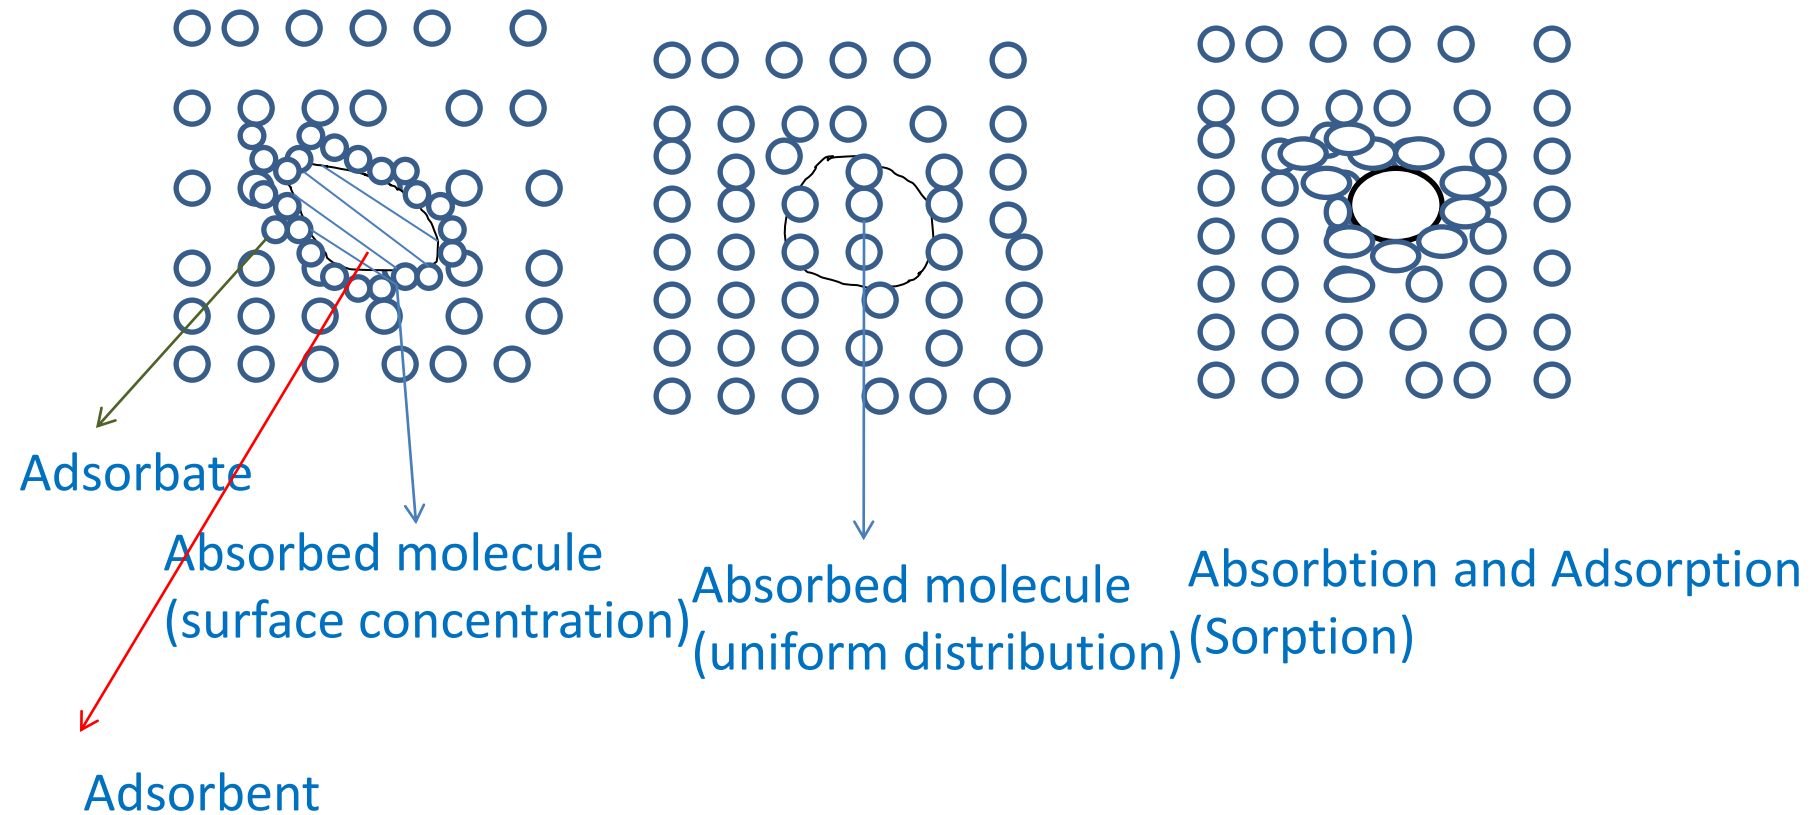 Adsorbate
Absorbed molecule
(surface concentration)
Adsorbent
Absorbed molecule
(uniform distribution)
Absorbtion and Adsorption
(Sorption)